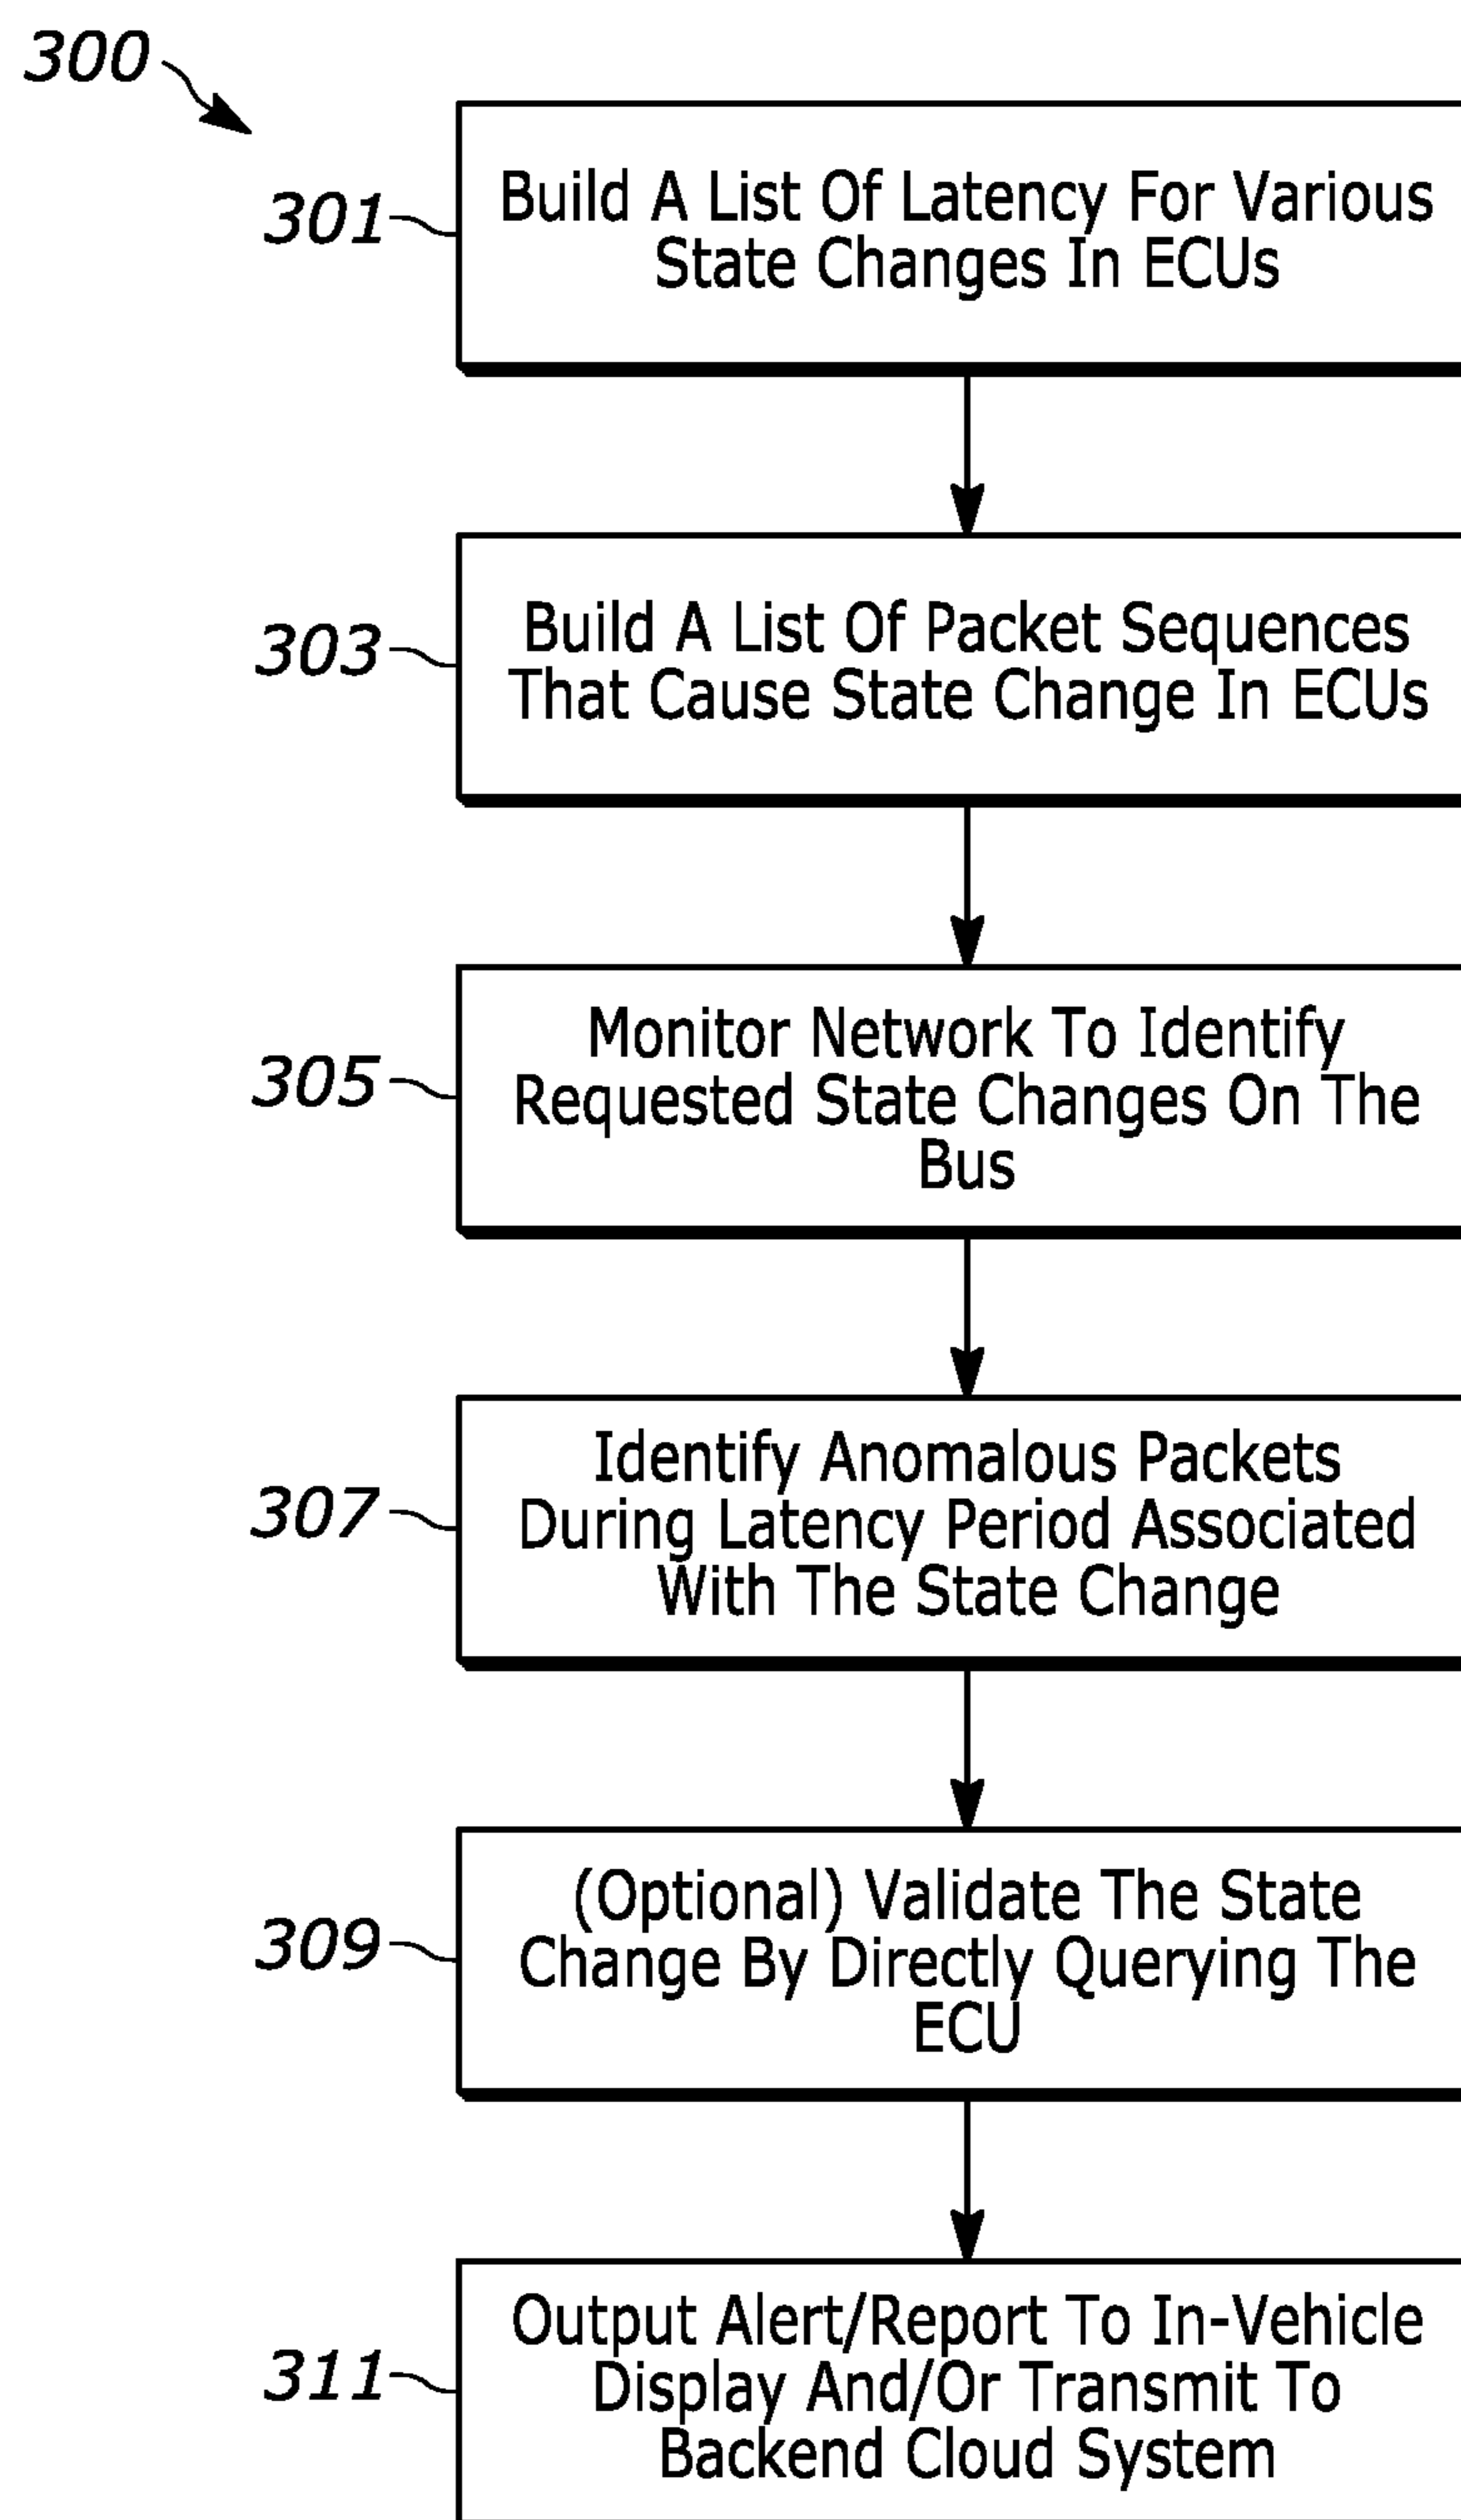 300
301
Build A List Of Latency For Various
State Changes In ECUs
303
Build A List Of Packet Sequences
That Cause State Change In ECUs
305
Monitor Network To Identify
Requested State Changes On The
Bus
307
Identify Anomalous Packets
During Latency Period Associated
With The State Change
309
(Optional) Validate The State
Change By Directly Querying The
ECU
311
Output Alert/Report To In-Vehicle
Display And/Or Transmit To
Backend Cloud System